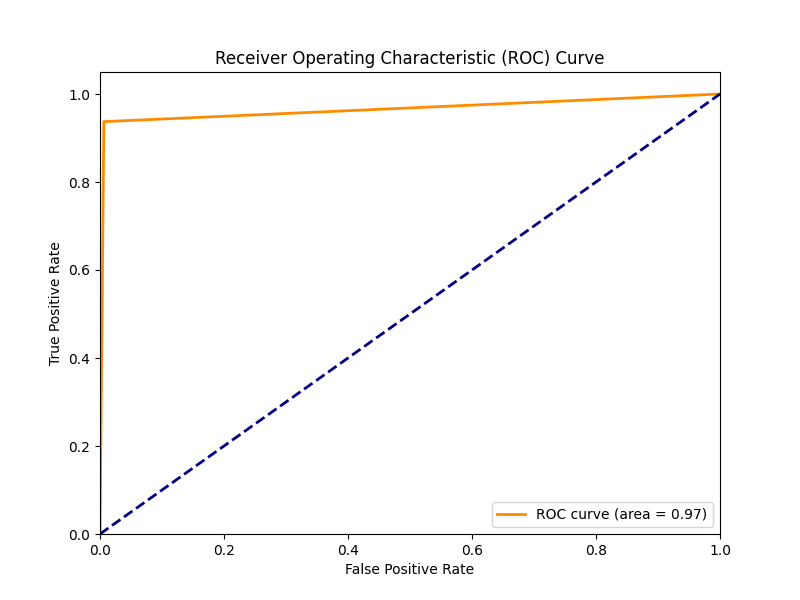 Receiver Operating Characteristic (ROC) Curve
1.0
0.8
0.6
0.4
0.2
0.0
True Positive Rate
ROC curve (area = 0.97)
0.0 0.2 0.4 0.6 0.8 1.0
False Positive Rate